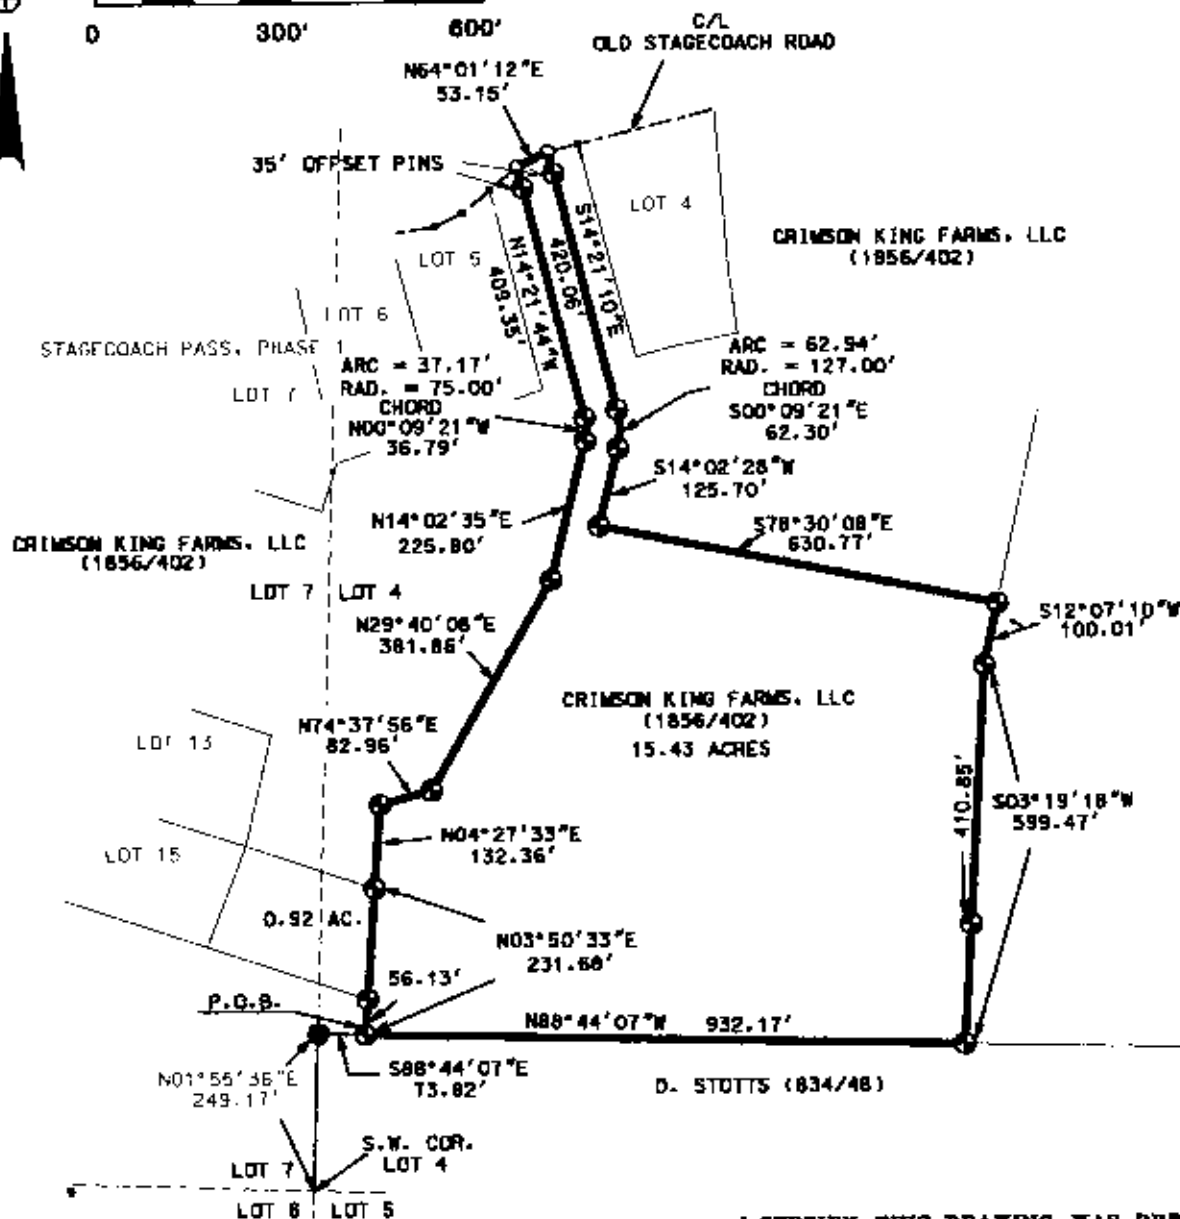 0 300' 600'
C/L
OLD STAGECOACH ROAD
N64°01'12"E
53.15'
35' OFFSET PINS
LOT 4
CRIMSON KING FARMS, LLC
(1856/402)
LOT 5
N14°21'44"W
409.35'
420.06'
S14°21'10"E
LOT 6
STAGECOACH PASS, PHASE 1
LOT 7
ARC = 37.17'
RAD. = 75.00'
CHORD
N00°09'21"W
36.79'
ARC = 62.94'
RAD. = 127.00'
CHORD
S00°09'21"E
62.30'
S14°02'28"W
125.70'
N14°02'35"E
225.80'
S78°30'08"E
630.77'
CRIMSON KING FARMS, LLC
(1856/402)
LOT 7 LOT 4
N29°40'08"E
381.86'
S12°07'10"W
100.01'
CRIMSON KING FARMS, LLC
(1856/402)
15.43 ACRES
N74°37'56"E
82.96'
LOT 13
410.85'
S03°19'18"W
599.47'
N04°27'33"E
132.36'
LOT 15
0.92 AC.
N03°50'33"E
231.68'
56.13'
P.O.B.
N88°44'07"W 932.17'
S88°44'07"E
73.82'
N01°55'36"E
249.17'
D. STOTTS (834/48)
S.W. COR.
LOT 4
LOT 7
LOT 6 LOT 5